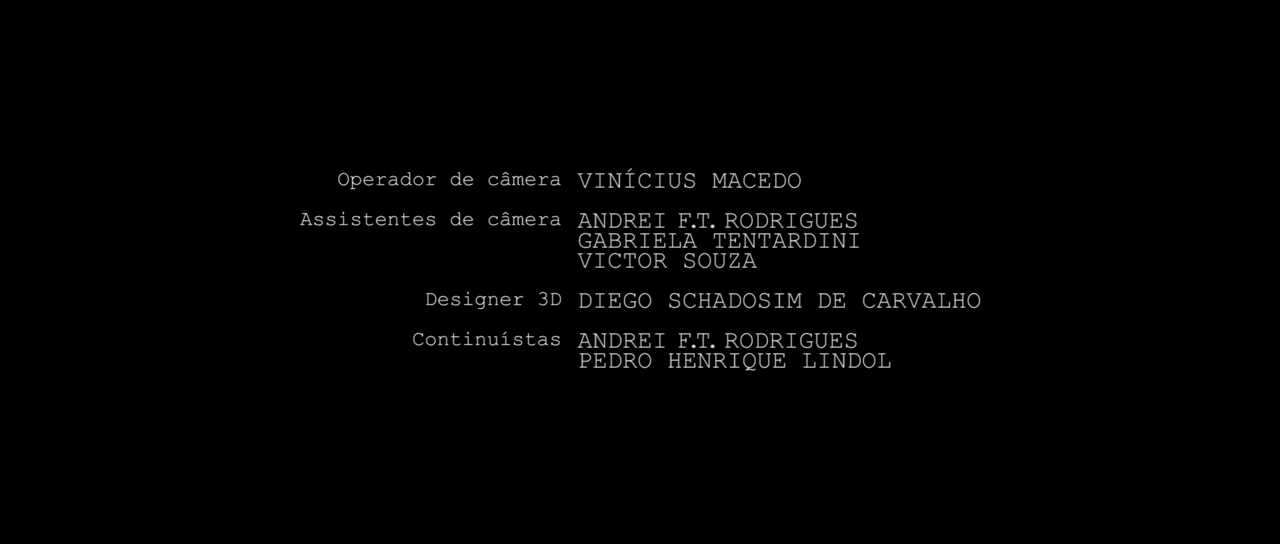 Operador de câmera VINÍCIUS MACEDO
Assistentes de câmera ANDREI F.T. RODRIGUES
GABRIELA TENTARDINI
VICTOR SOUZA
Designer 3D DIEGO SCHADOSIM DE CARVALHO
Continuístas ANDREI F.T. RODRIGUES
PEDRO HENRIQUE LINDOL